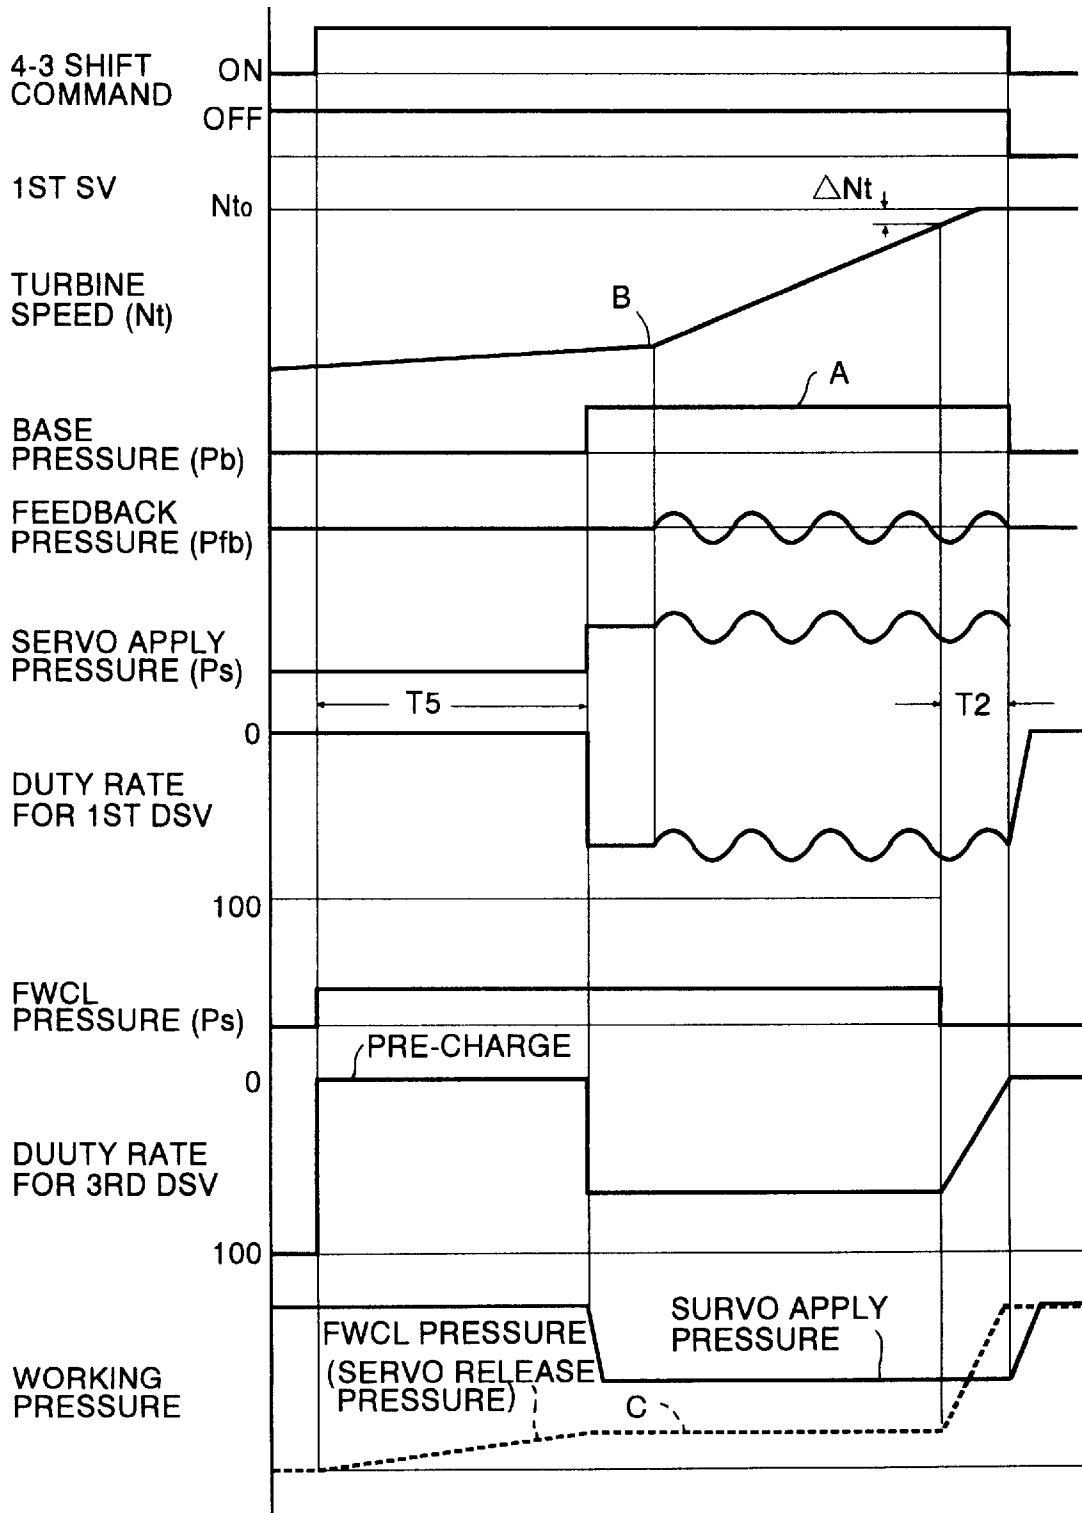 4-3 SHIFT
COMMAND
ON
OFF
1ST SV
Nt0
△Nt
TURBINE
SPEED (Nt)
B
A
BASE
PRESSURE (Pb)
FEEDBACK
PRESSURE (Pfb)
SERVO APPLY
PRESSURE (Ps)
T5
T2
0
DUTY RATE
FOR 1ST DSV
100
FWCL
PRESSURE (Ps)
PRE-CHARGE
0
DUUTY RATE
FOR 3RD DSV
100
SURVO APPLY
PRESSURE
FWCL PRESSURE
(SERVO RELEASE
PRESSURE)
C
WORKING
PRESSURE